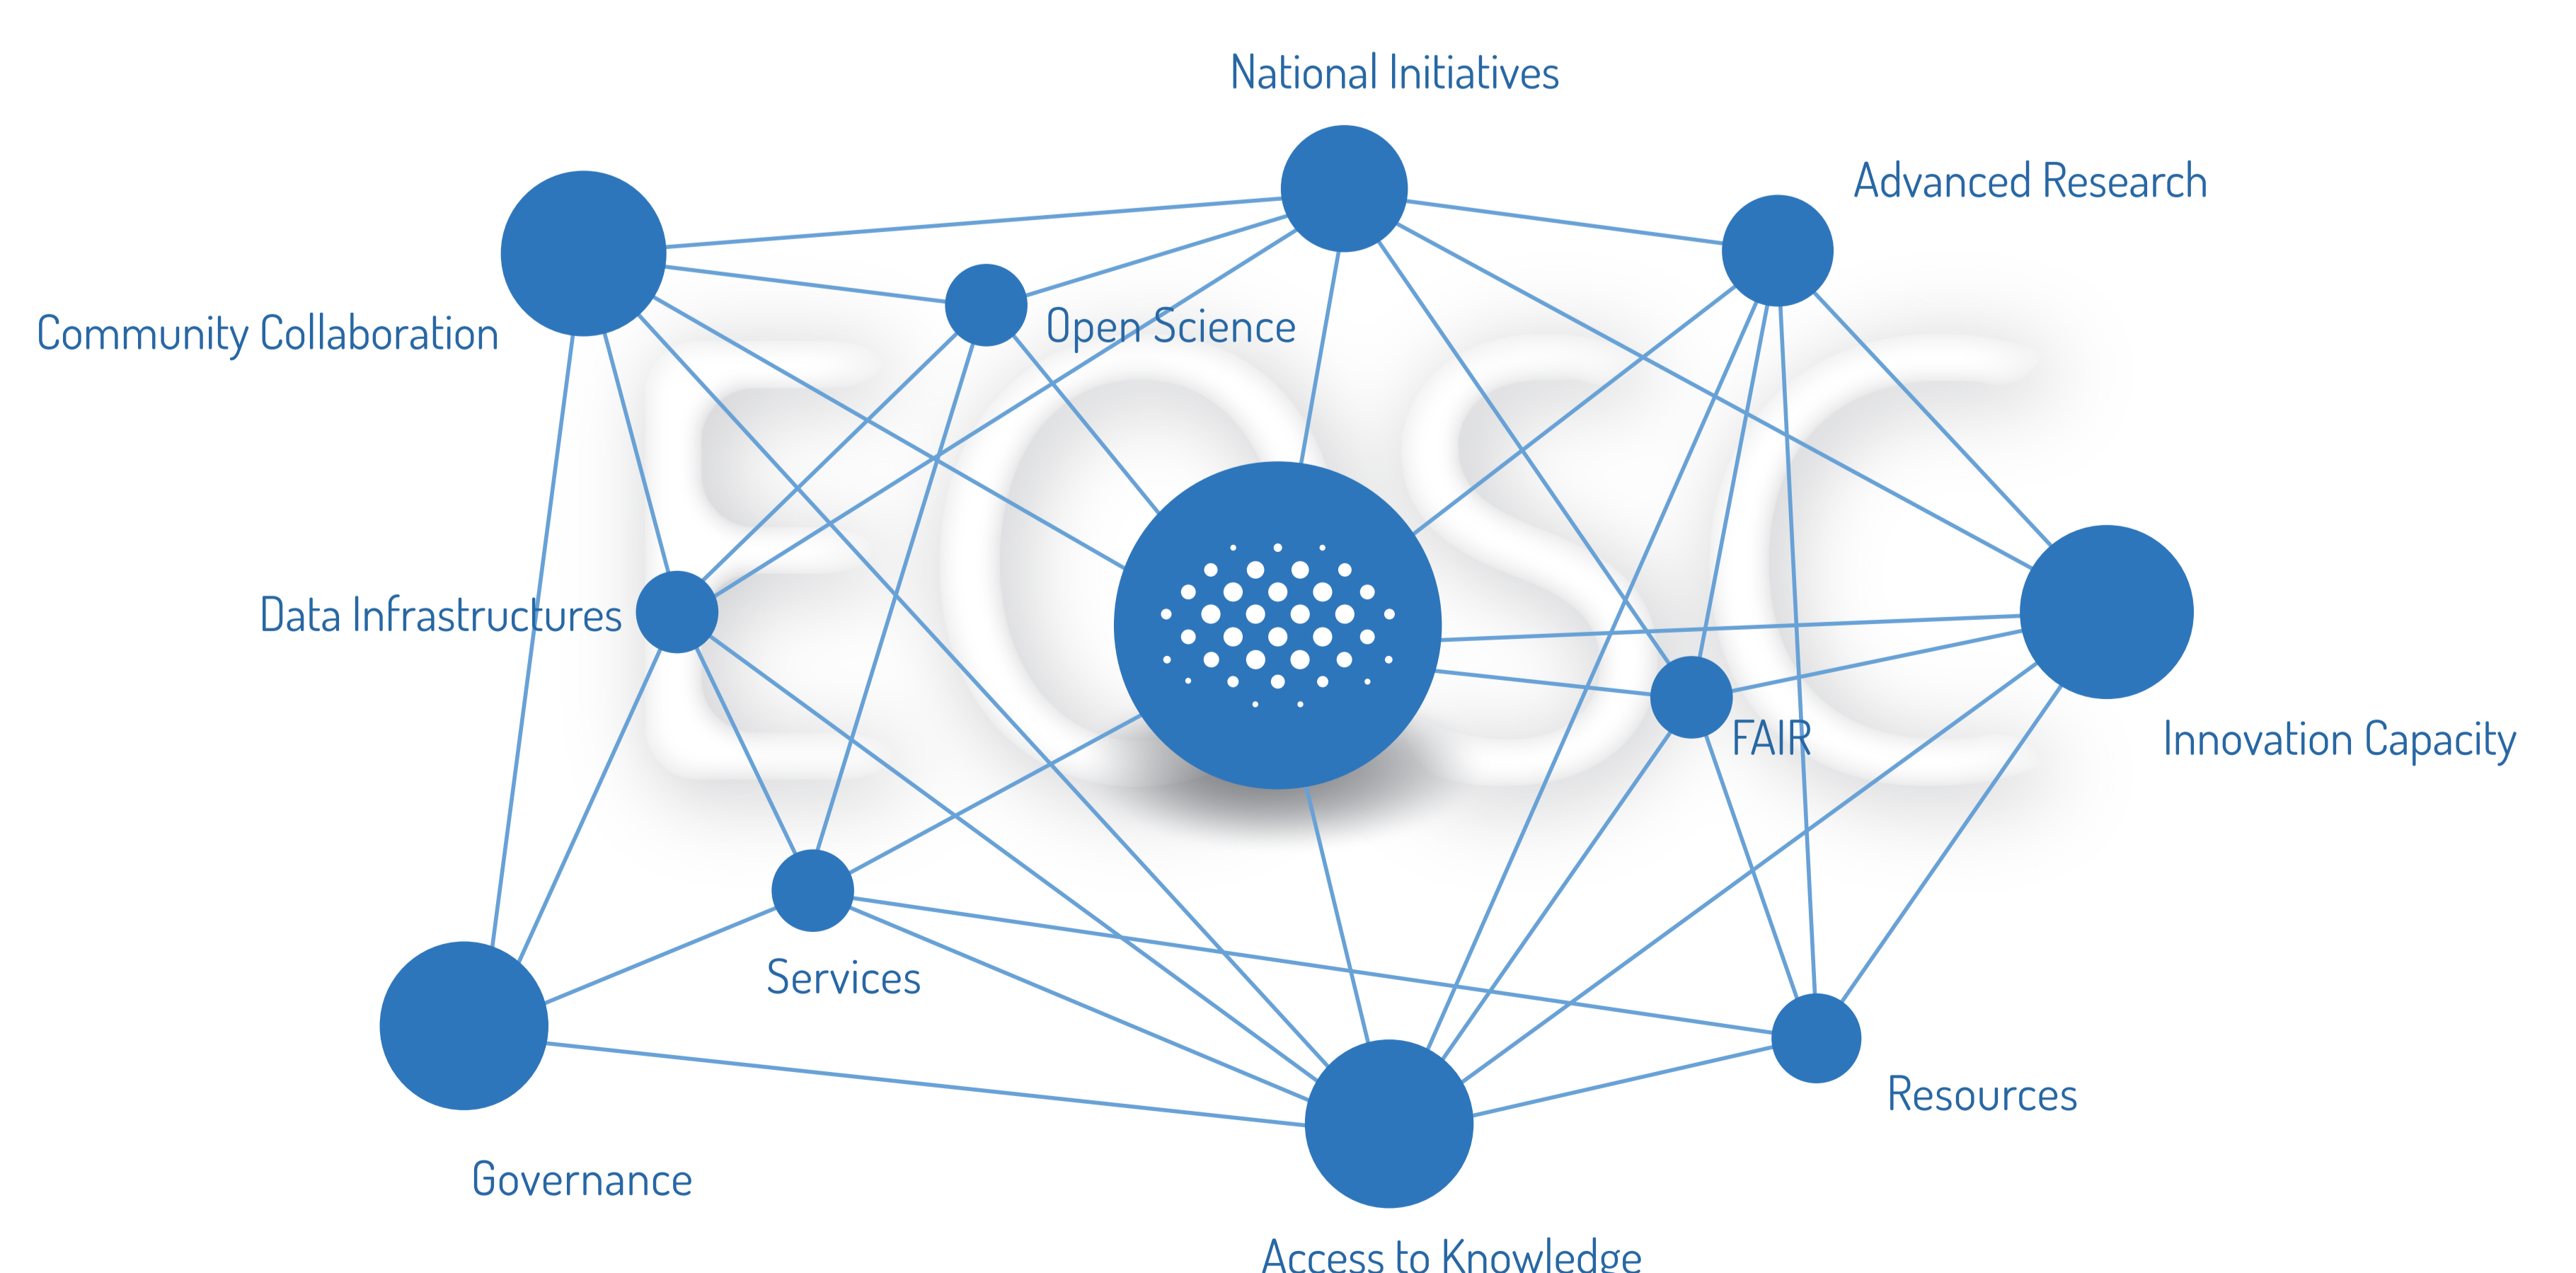 National Initiatives
Advanced Research
Community Collaboration
Open Science
EOSC
Data Infrastructures
FAIR
Innovation Capacity
Services
Resources
Governance
Access to Knowledge